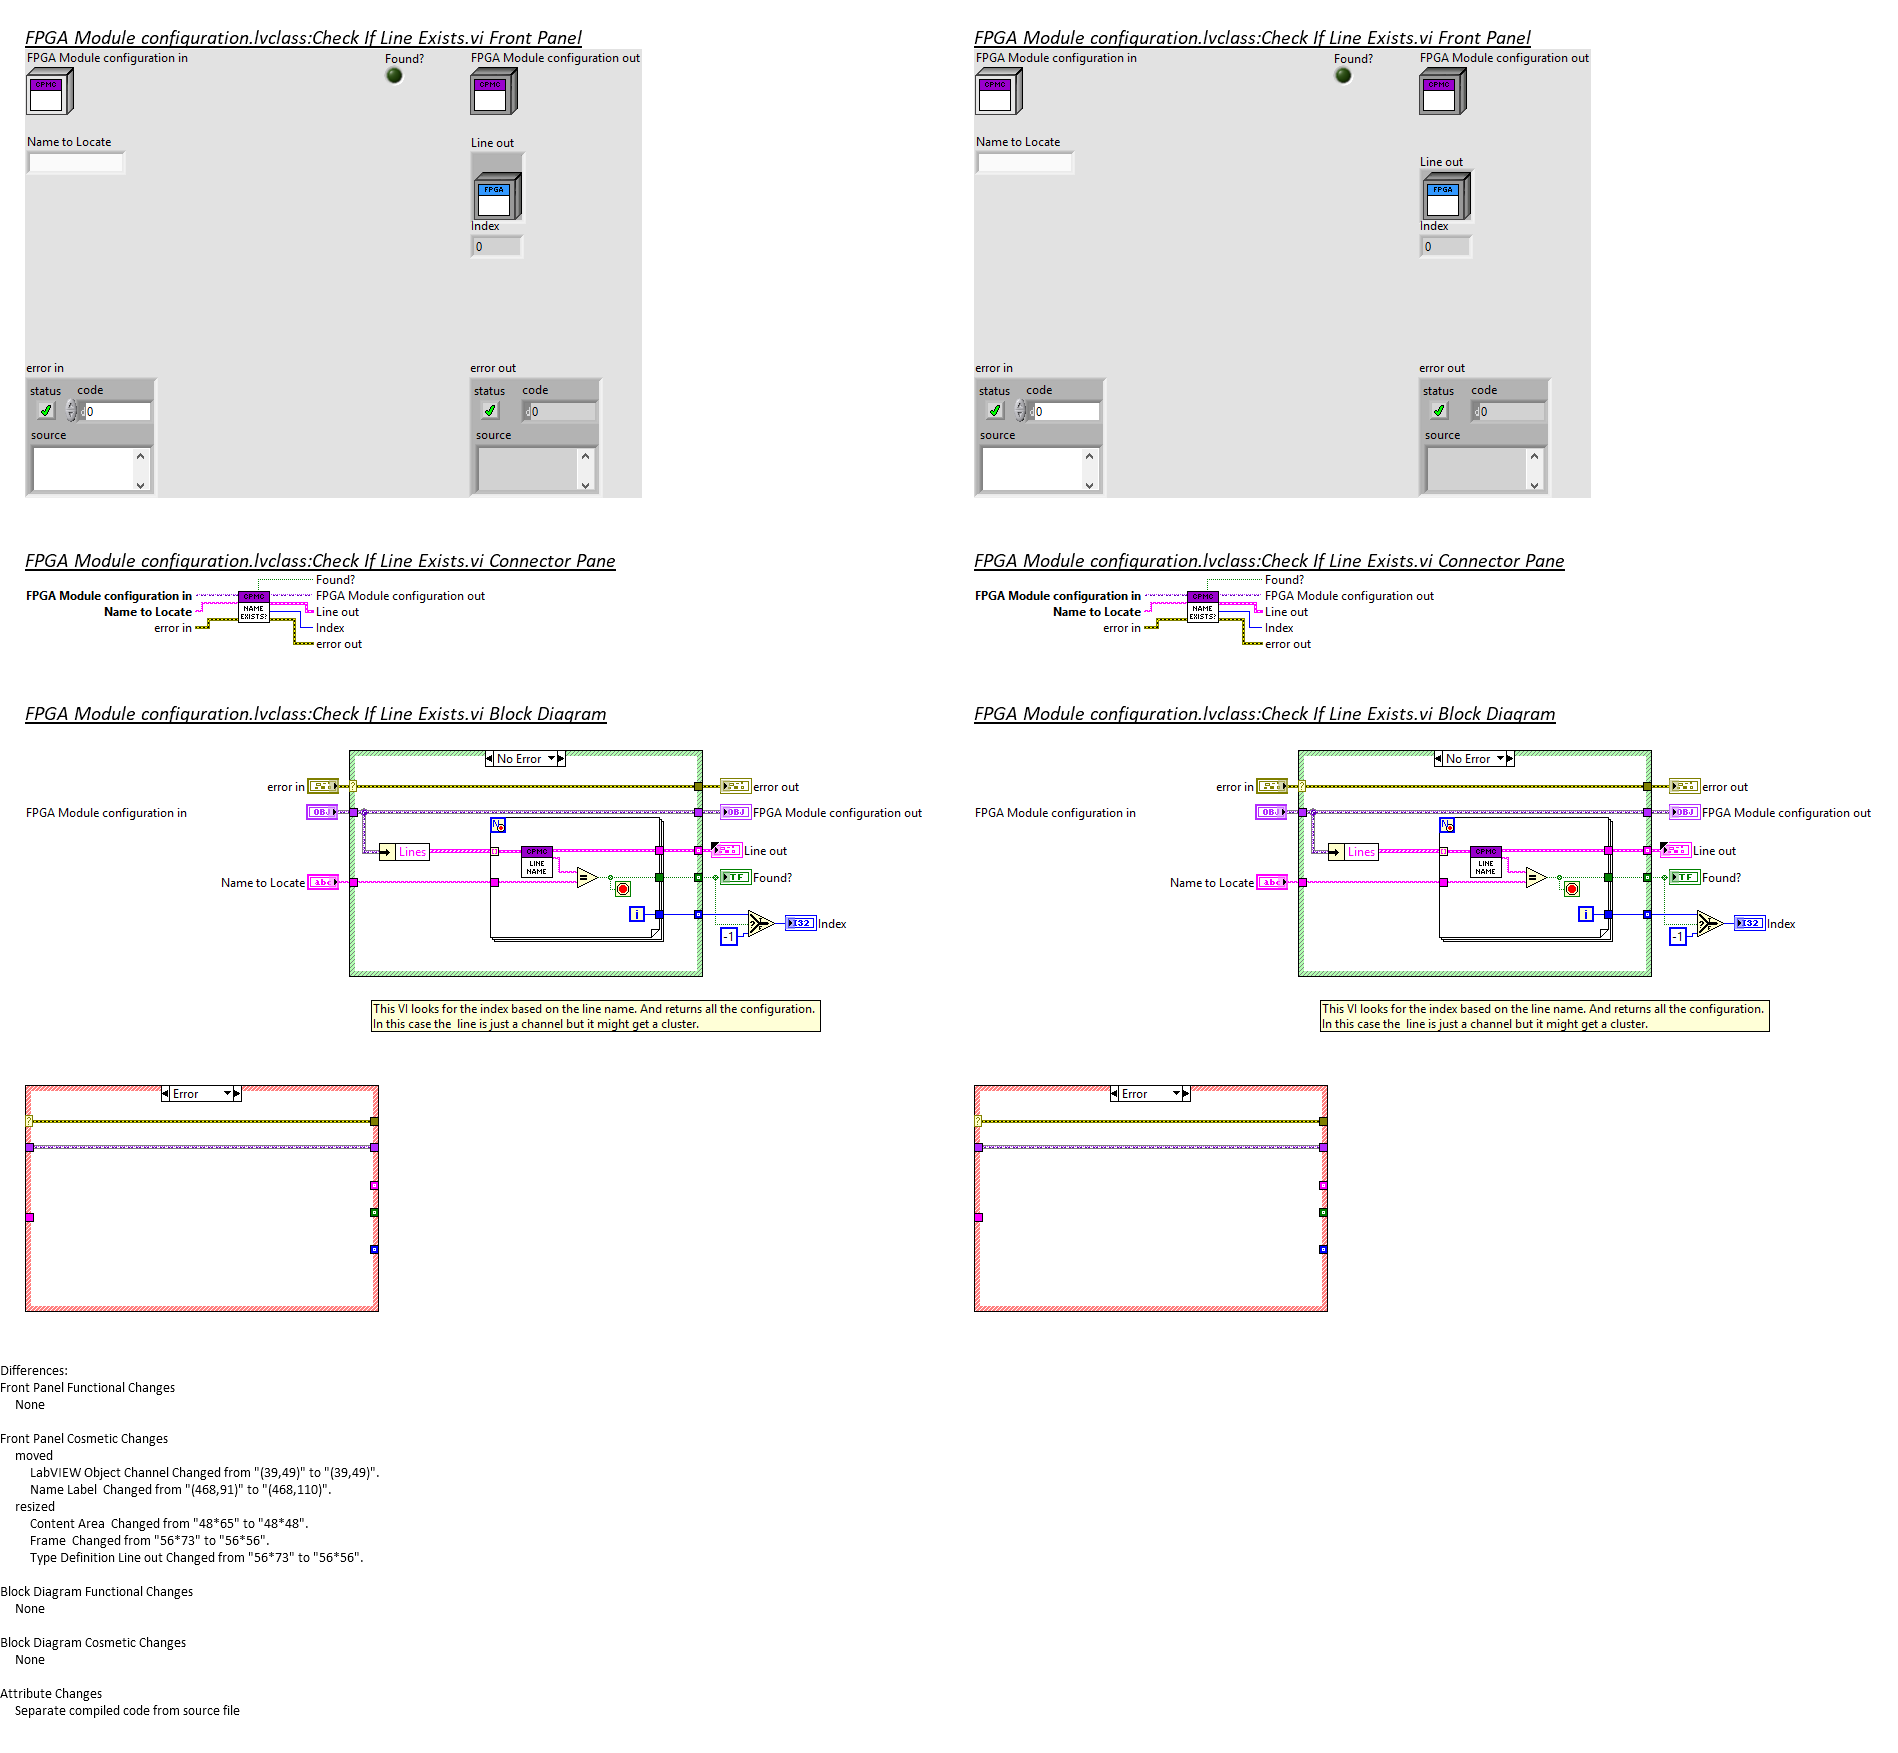 FPGA Module configuration.lvclass:Check If Line Exists.vi Front Panel
FPGA Module configuration in
Found?
FPGA Module configuration out
CPMC
CPMC
Name to Locate
Line out
FPGA
Index
0
error in
status code
0
source
error out
status code
0
source
FPGA Module configuration.lvclass:Check If Line Exists.vi Connector Pane
Found?
FPGA Module configuration in
CPMC
FPGA Module configuration out
Name to Locate
NAME
EXISTS?
Line out
error in
Index
error out
FPGA Module configuration.lvclass:Check If Line Exists.vi Block Diagram
No Error
error in
?
error out
FPGA Module configuration in
OBJ
OBJ
FPGA Module configuration out
N
Lines
CPMC
LINE
NAME
Line out
Name to Locate
abc
=
TF
Found?
i
-1
?
T
F
I32
Index
This VI looks for the index based on the line name. And returns all the configuration.
In this case the  line is just a channel but it might get a cluster.
Error
?
FPGA Module configuration.lvclass:Check If Line Exists.vi Front Panel
FPGA Module configuration in
Found?
FPGA Module configuration out
CPMC
CPMC
Name to Locate
Line out
FPGA
Index
0
error in
status code
0
source
error out
status code
0
source
FPGA Module configuration.lvclass:Check If Line Exists.vi Connector Pane
Found?
FPGA Module configuration in
CPMC
FPGA Module configuration out
Name to Locate
NAME
EXISTS?
Line out
error in
Index
error out
FPGA Module configuration.lvclass:Check If Line Exists.vi Block Diagram
No Error
error in
?
error out
FPGA Module configuration in
OBJ
OBJ
FPGA Module configuration out
N
Lines
CPMC
LINE
NAME
Line out
Name to Locate
abc
=
TF
Found?
i
-1
?
T
F
I32
Index
This VI looks for the index based on the line name. And returns all the configuration.
In this case the  line is just a channel but it might get a cluster.
Error
?
Differences:
Front Panel Functional Changes
None
Front Panel Cosmetic Changes
moved
LabVIEW Object Channel Changed from "(39,49)" to "(39,49)".
Name Label  Changed from "(468,91)" to "(468,110)".
resized
Content Area  Changed from "48*65" to "48*48".
Frame  Changed from "56*73" to "56*56".
Type Definition Line out Changed from "56*73" to "56*56".
Block Diagram Functional Changes
None
Block Diagram Cosmetic Changes
None
Attribute Changes
Separate compiled code from source file